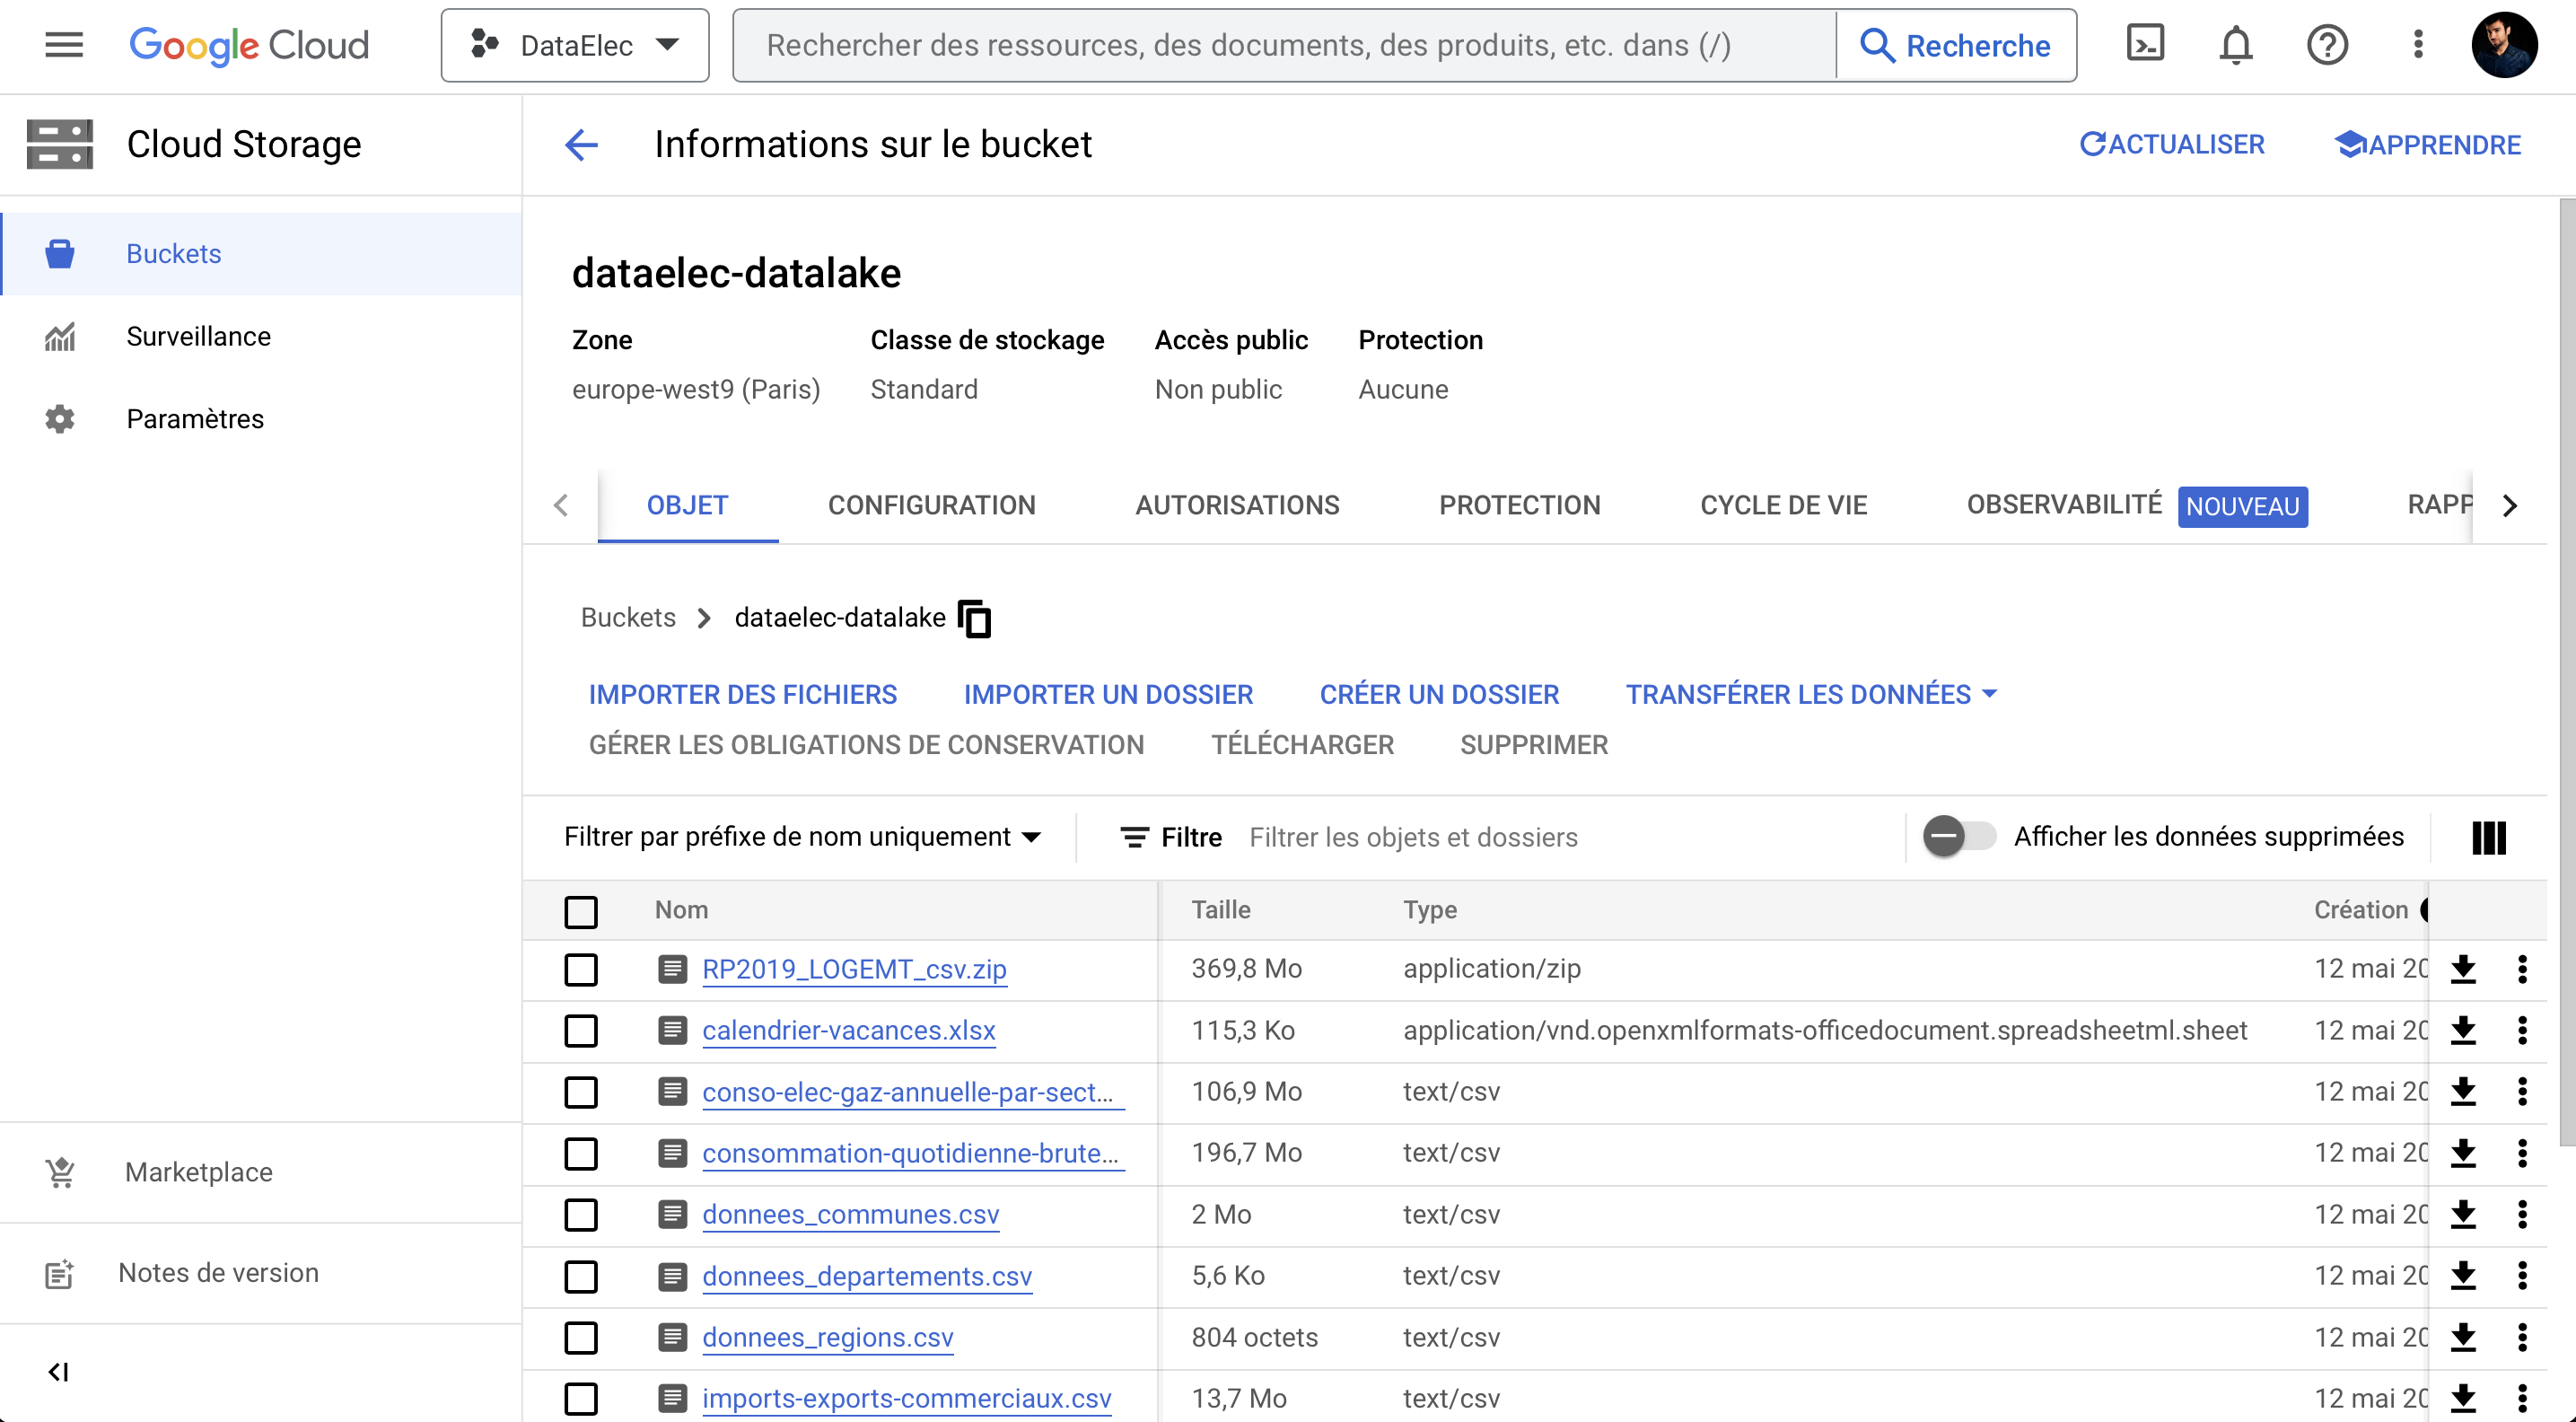 Google Cloud
DataElec
Rechercher des ressources, des documents, des produits, etc. dans (/)
Recherche
Cloud Storage
Informations sur le bucket
ACTUALISER
APPRENDRE
Buckets
Surveillance
Paramètres
dataelec-datalake
Zone Classe de stockage Accès public Protection
europe-west9 (Paris) Standard Non public Aucune
OBJET CONFIGURATION AUTORISATIONS PROTECTION CYCLE DE VIE OBSERVABILITÉ NOUVEAU RAPP
Buckets dataelec-datalake
IMPORTER DES FICHIERS IMPORTER UN DOSSIER CRÉER UN DOSSIER TRANSFÉRER LES DONNÉES
GÉRER LES OBLIGATIONS DE CONSERVATION TÉLÉCHARGER SUPPRIMER
Filtrer par préfixe de nom uniquement Filtre Filtrer les objets et dossiers Afficher les données supprimées
Nom Taille Type Création
RP2019_LOGEMT_csv.zip 369,8 Mo application/zip 12 mai 20
calendrier-vacances.xlsx 115,3 Ko application/vnd.openxmlformats-officedocument.spreadsheetml.sheet 12 mai 20
conso-elec-gaz-annuelle-par-sect… 106,9 Mo text/csv 12 mai 20
consommation-quotidienne-brute… 196,7 Mo text/csv 12 mai 20
donnees_communes.csv 2 Mo text/csv 12 mai 20
donnees_departements.csv 5,6 Ko text/csv 12 mai 20
donnees_regions.csv 804 octets text/csv 12 mai 20
imports-exports-commerciaux.csv 13,7 Mo text/csv 12 mai 20
Marketplace
Notes de version